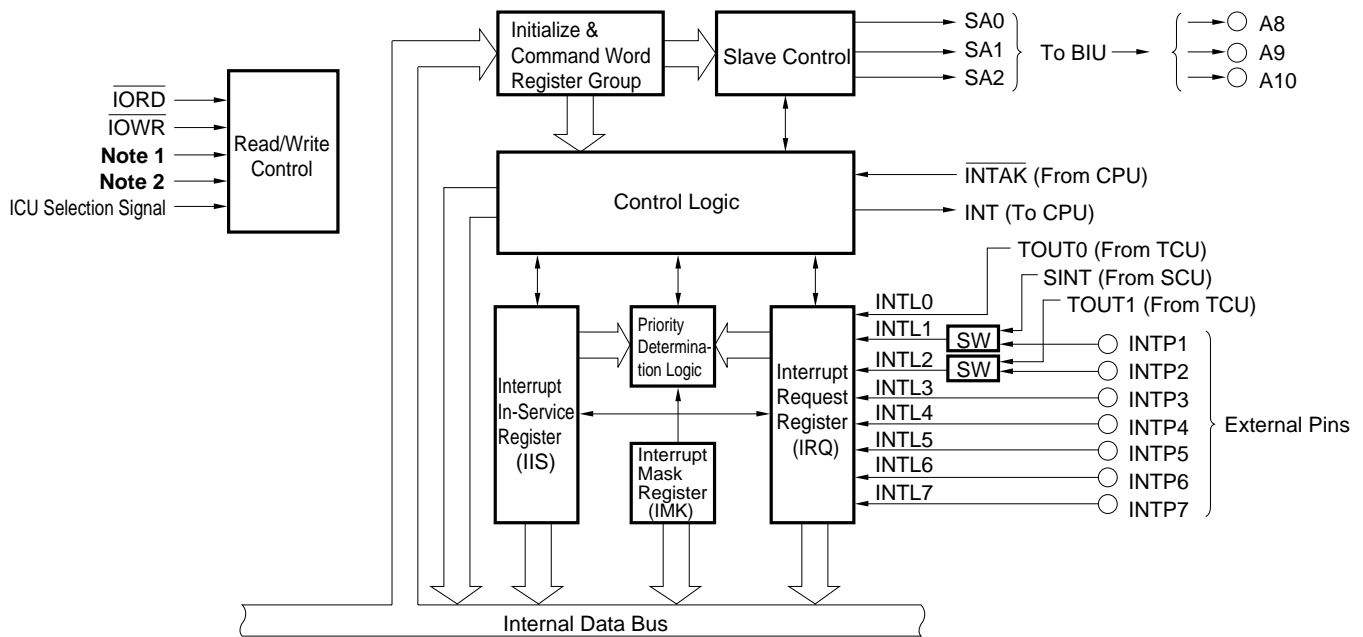 Initialize &
Command Word
Register Group
Slave Control
SA0
SA1
SA2
To BIU
A8
A9
A10
IORD
IOWR
Note 1
Note 2
ICU Selection Signal
Read/Write
Control
Control Logic
INTAK (From CPU)
INT (To CPU)
TOUT0 (From TCU)
SINT (From SCU)
TOUT1 (From TCU)
INTL0
INTL1
INTL2
INTL3
INTL4
INTL5
INTL6
INTL7
SW
SW
INTP1
INTP2
INTP3
INTP4
INTP5
INTP6
INTP7
External Pins
Interrupt
In-Service
Register
(IIS)
Priority
Determina-
tion Logic
Interrupt
Mask
Register
(IMK)
Interrupt
Request
Register
(IRQ)
Internal Data Bus